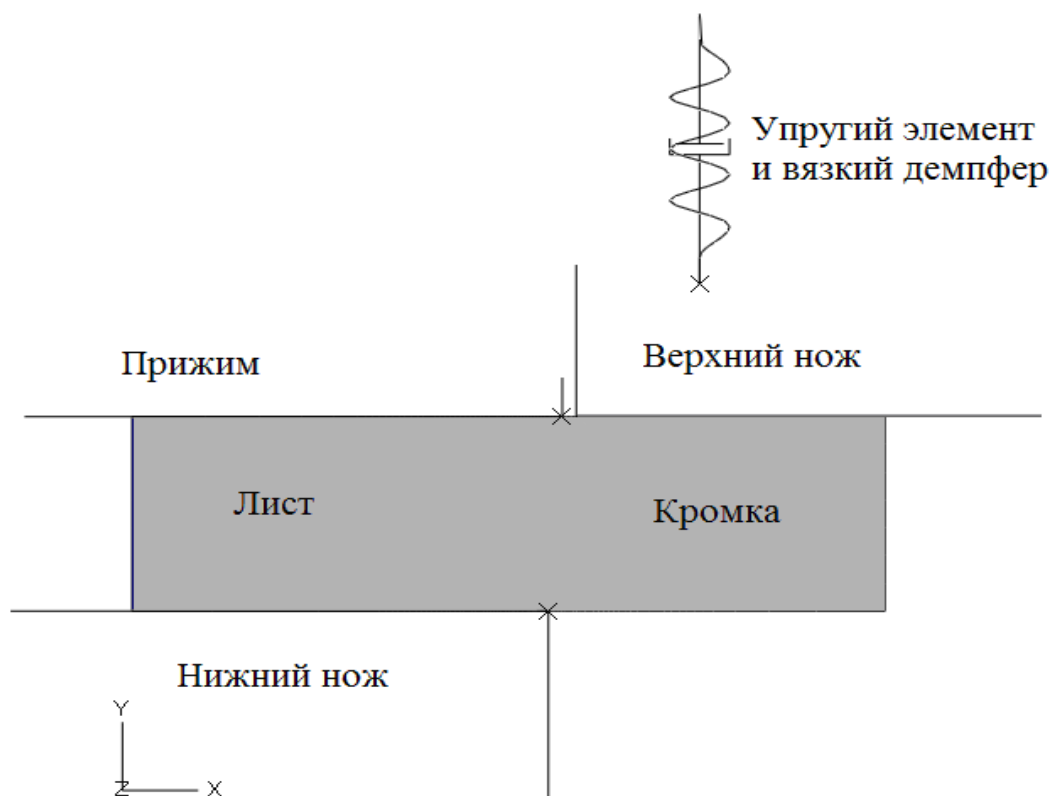 Упругий элемент
и вязкий демпфер
Прижим
Верхний нож
Лист
Кромка
Нижний нож
Y
Z
X